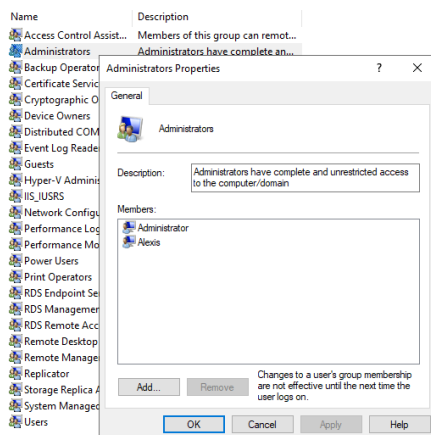 Name Description
Access Control Assist... Members of this group can remot...
Administrators Administrators have complete an...
Backup Operator
Certificate Servic
Cryptographic O
Device Owners
Distributed COM
Event Log Reade
Guests
Hyper-V Adminis
IIS_IUSRS
Network Configu
Performance Log
Performance Mo
Power Users
Print Operators
RDS Endpoint Se
RDS Managemen
RDS Remote Acc
Remote Desktop
Remote Manage
Replicator
Storage Replica A
System Managed
Users
Administrators Properties ? ×
General
Administrators
Description: Administrators have complete and unrestricted access
to the computer/domain
Members:
Administrator
Alexis
Add... Remove
Changes to a user's group membership
are not effective until the next time the
user logs on.
OK Cancel Apply Help